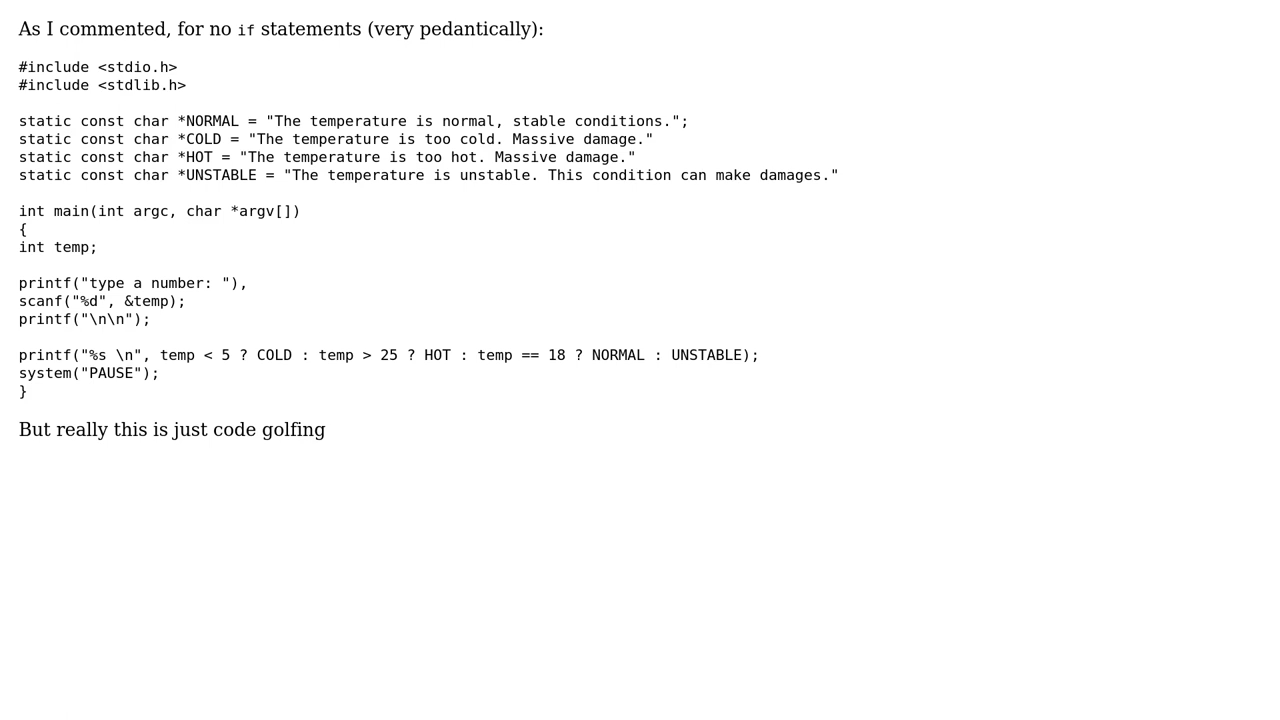 As I commented, for no if statements (very pedantically):
#include <stdio.h>
#include <stdlib.h>
static const char *NORMAL = "The temperature is normal, stable conditions.";
static const char *COLD = "The temperature is too cold. Massive damage."
static const char *HOT = "The temperature is too hot. Massive damage."
static const char *UNSTABLE = "The temperature is unstable. This condition can make damages."
int main(int argc, char *argv[])
{
int temp;
printf("type a number: "),
scanf("%d", &temp);
printf("\n\n");
printf("%s \n", temp < 5 ? COLD : temp > 25 ? HOT : temp == 18 ? NORMAL : UNSTABLE);
system("PAUSE");
}
But really this is just code golfing